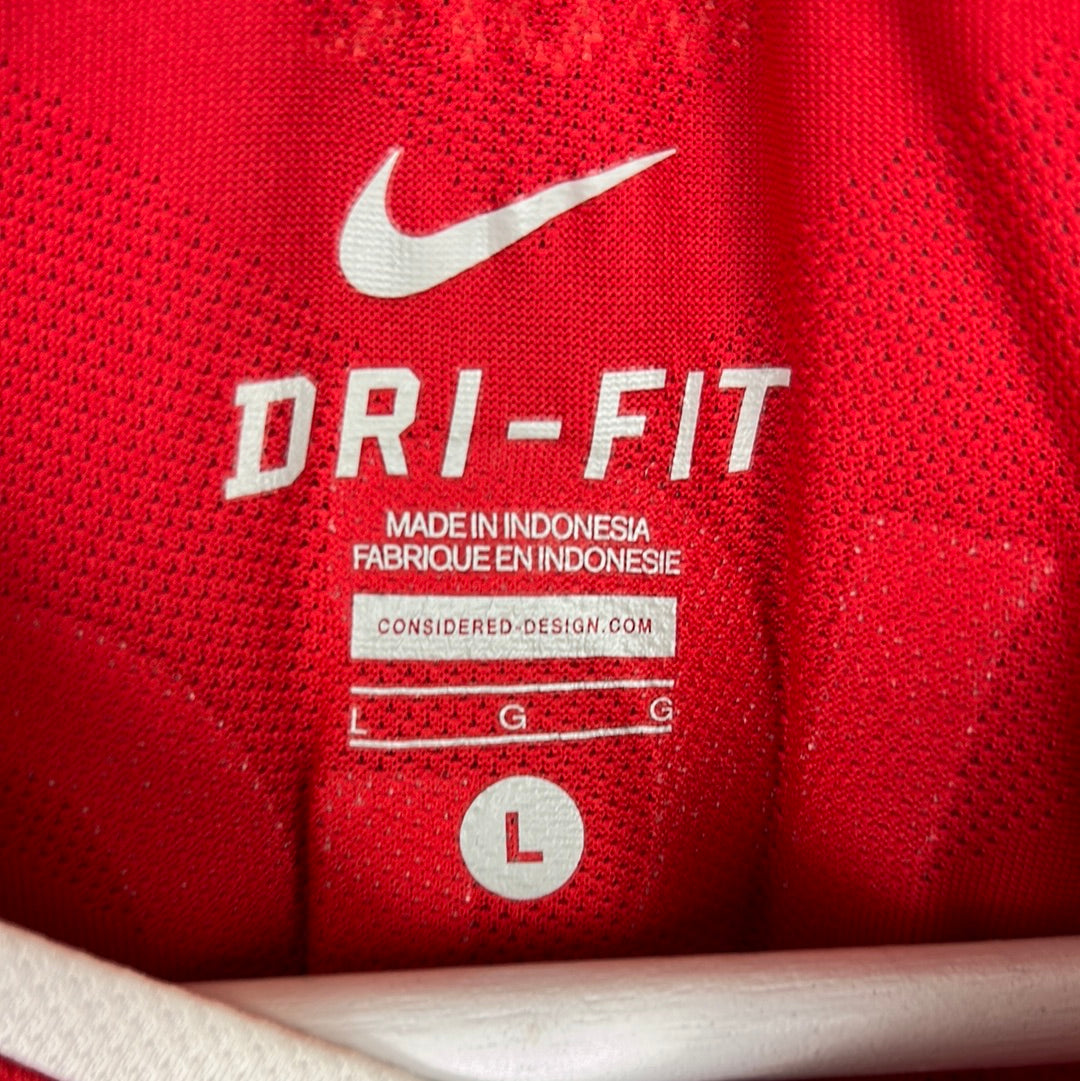 DRI-FIT
MADE IN INDONESIA
FABRIQUE EN INDONESIE
CONSIDERED-DESIGN.COM
L G G
L